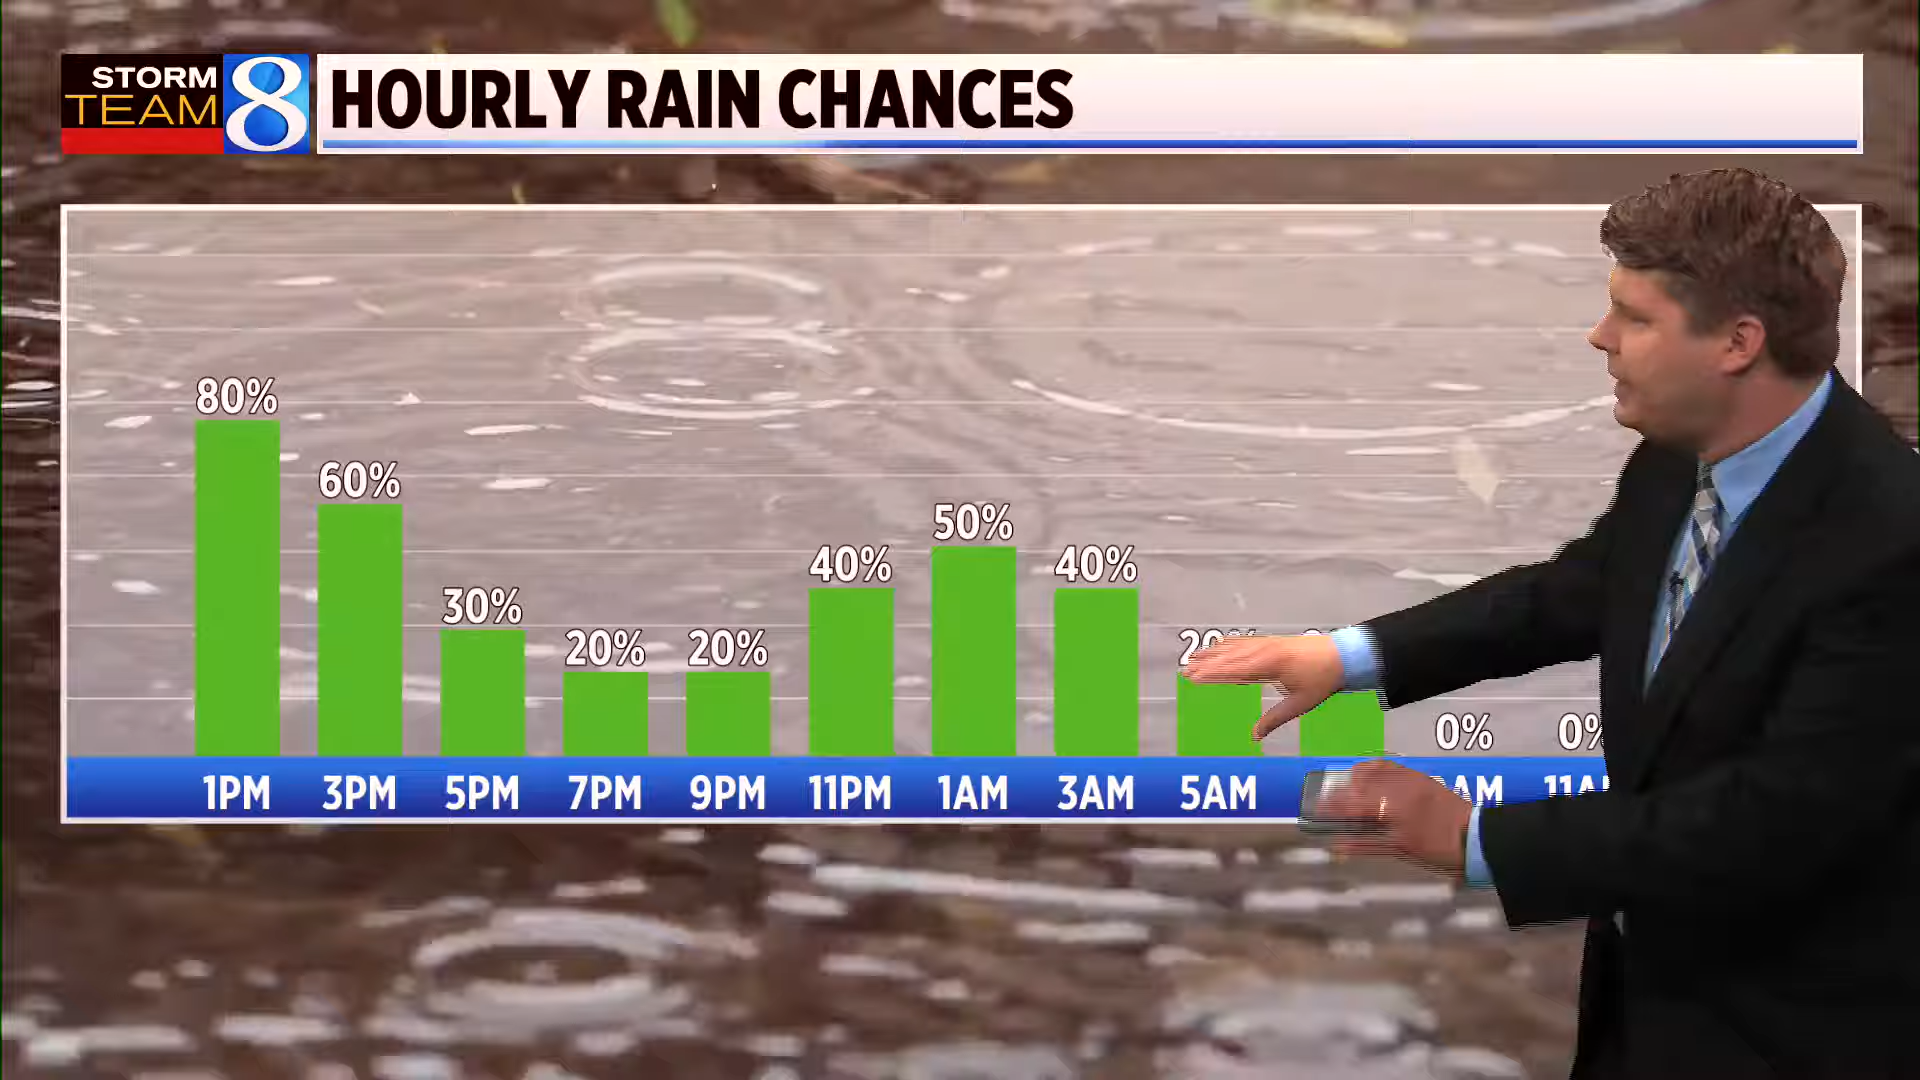 STORM
TEAM 8
HOURLY RAIN CHANCES
80%
60%
30%
20%
20%
40%
50%
40%
0%
1PM
3PM
5PM
7PM
9PM
11PM
1AM
3AM
5AM